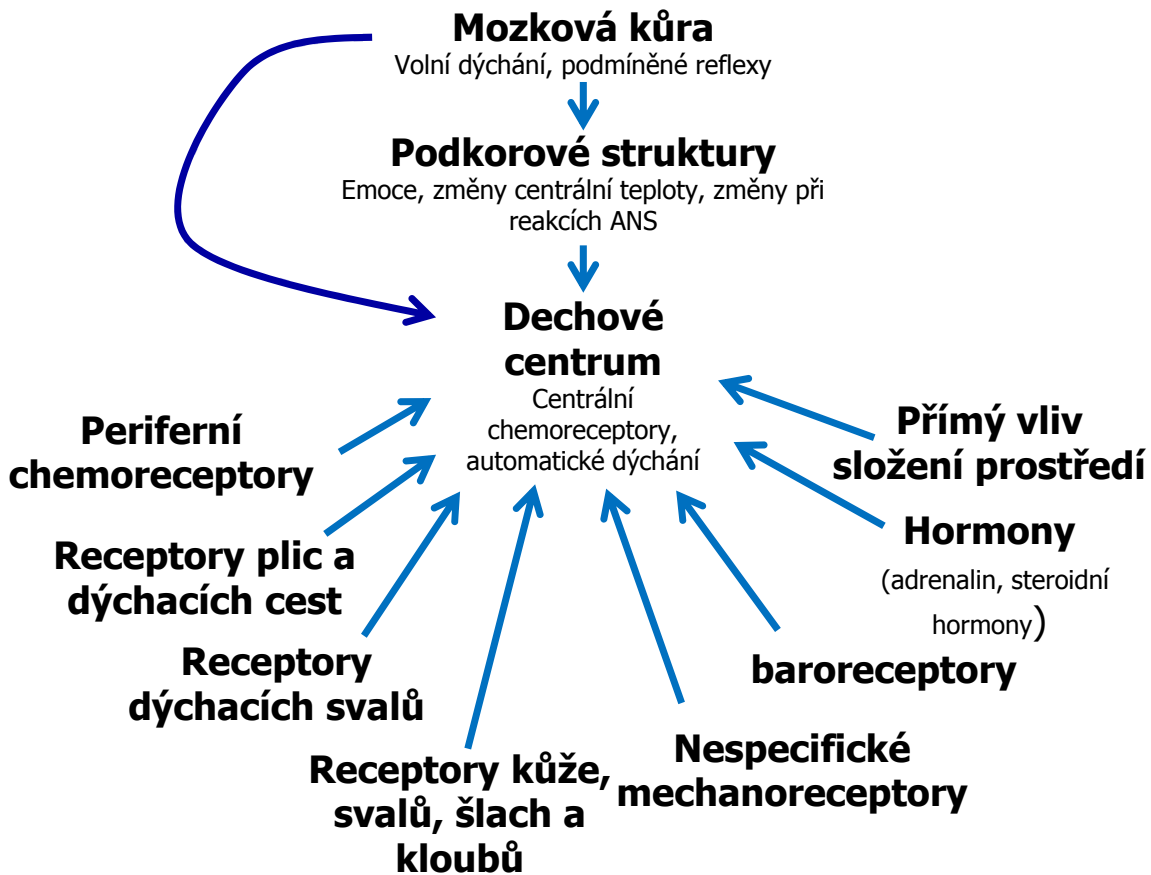 Mozková kůra
Volní dýchání, podmíněné reflexy
Podkorové struktury
Emoce, změny centrální teploty, změny při
reakcích ANS
Dechové
centrum
Centrální
chemoreceptory,
automatické dýchání
Periferní
chemoreceptory
Receptory plic a
dýchacích cest
Receptory
dýchacích svalů
Receptory kůže,
svalů, šlach a
kloubů
Nespecifické
mechanoreceptory
baroreceptory
Hormony
(adrenalin, steroidní
hormony)
Přímý vliv
složení prostředí